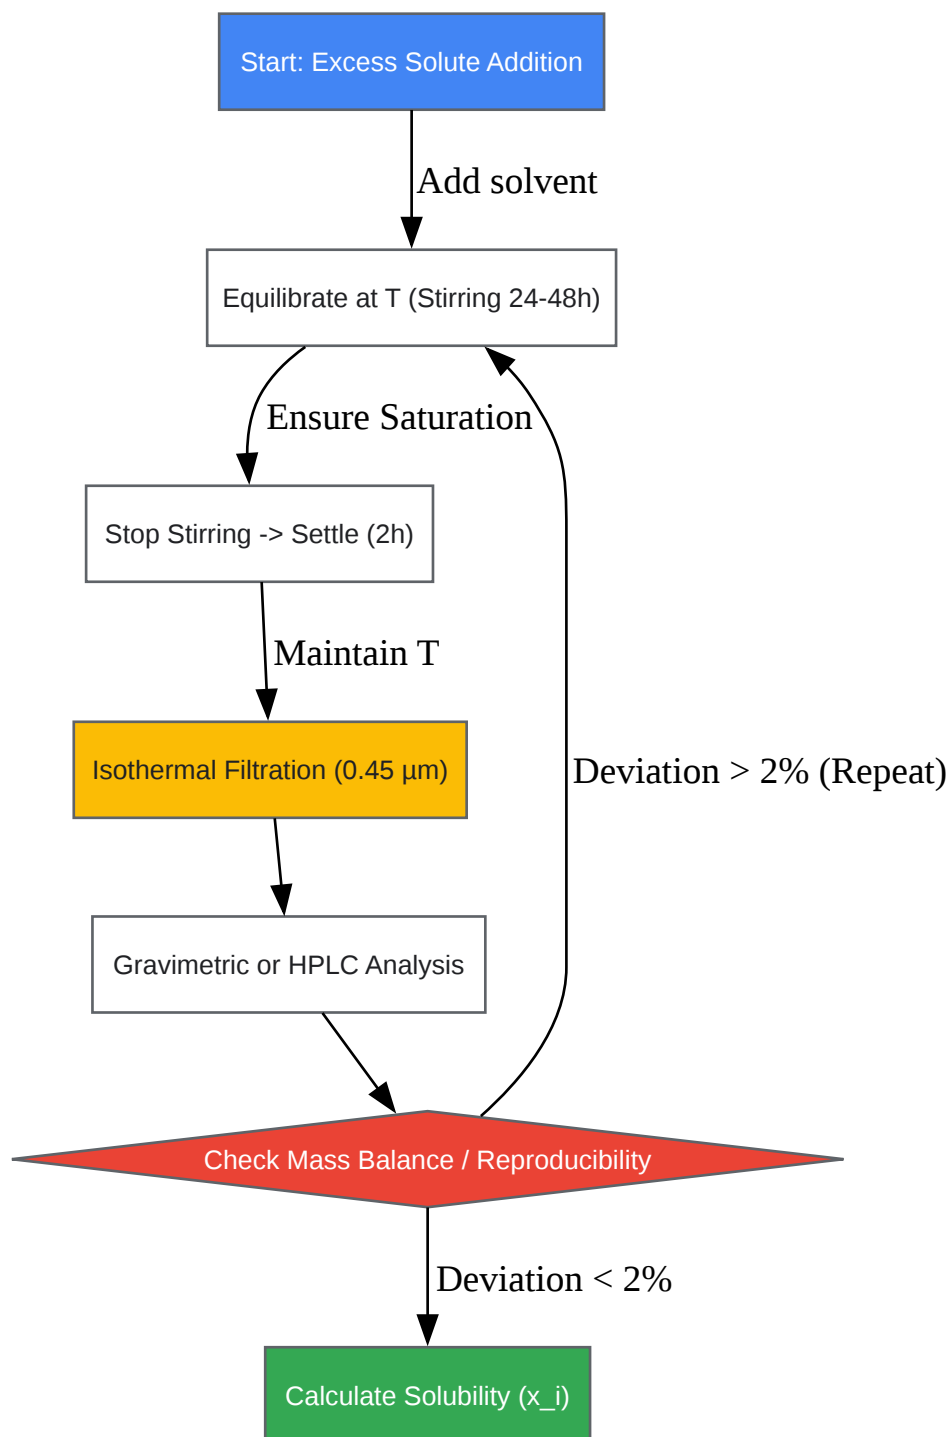 Start: Excess Solute Addition
Add solvent
Equilibrate at T (Stirring 24-48h)
Ensure Saturation
Stop Stirring -> Settle (2h)
Maintain T
Isothermal Filtration (0.45 µm)
Deviation > 2% (Repeat)
Gravimetric or HPLC Analysis
Check Mass Balance / Reproducibility
Deviation < 2%
Calculate Solubility (x_i)